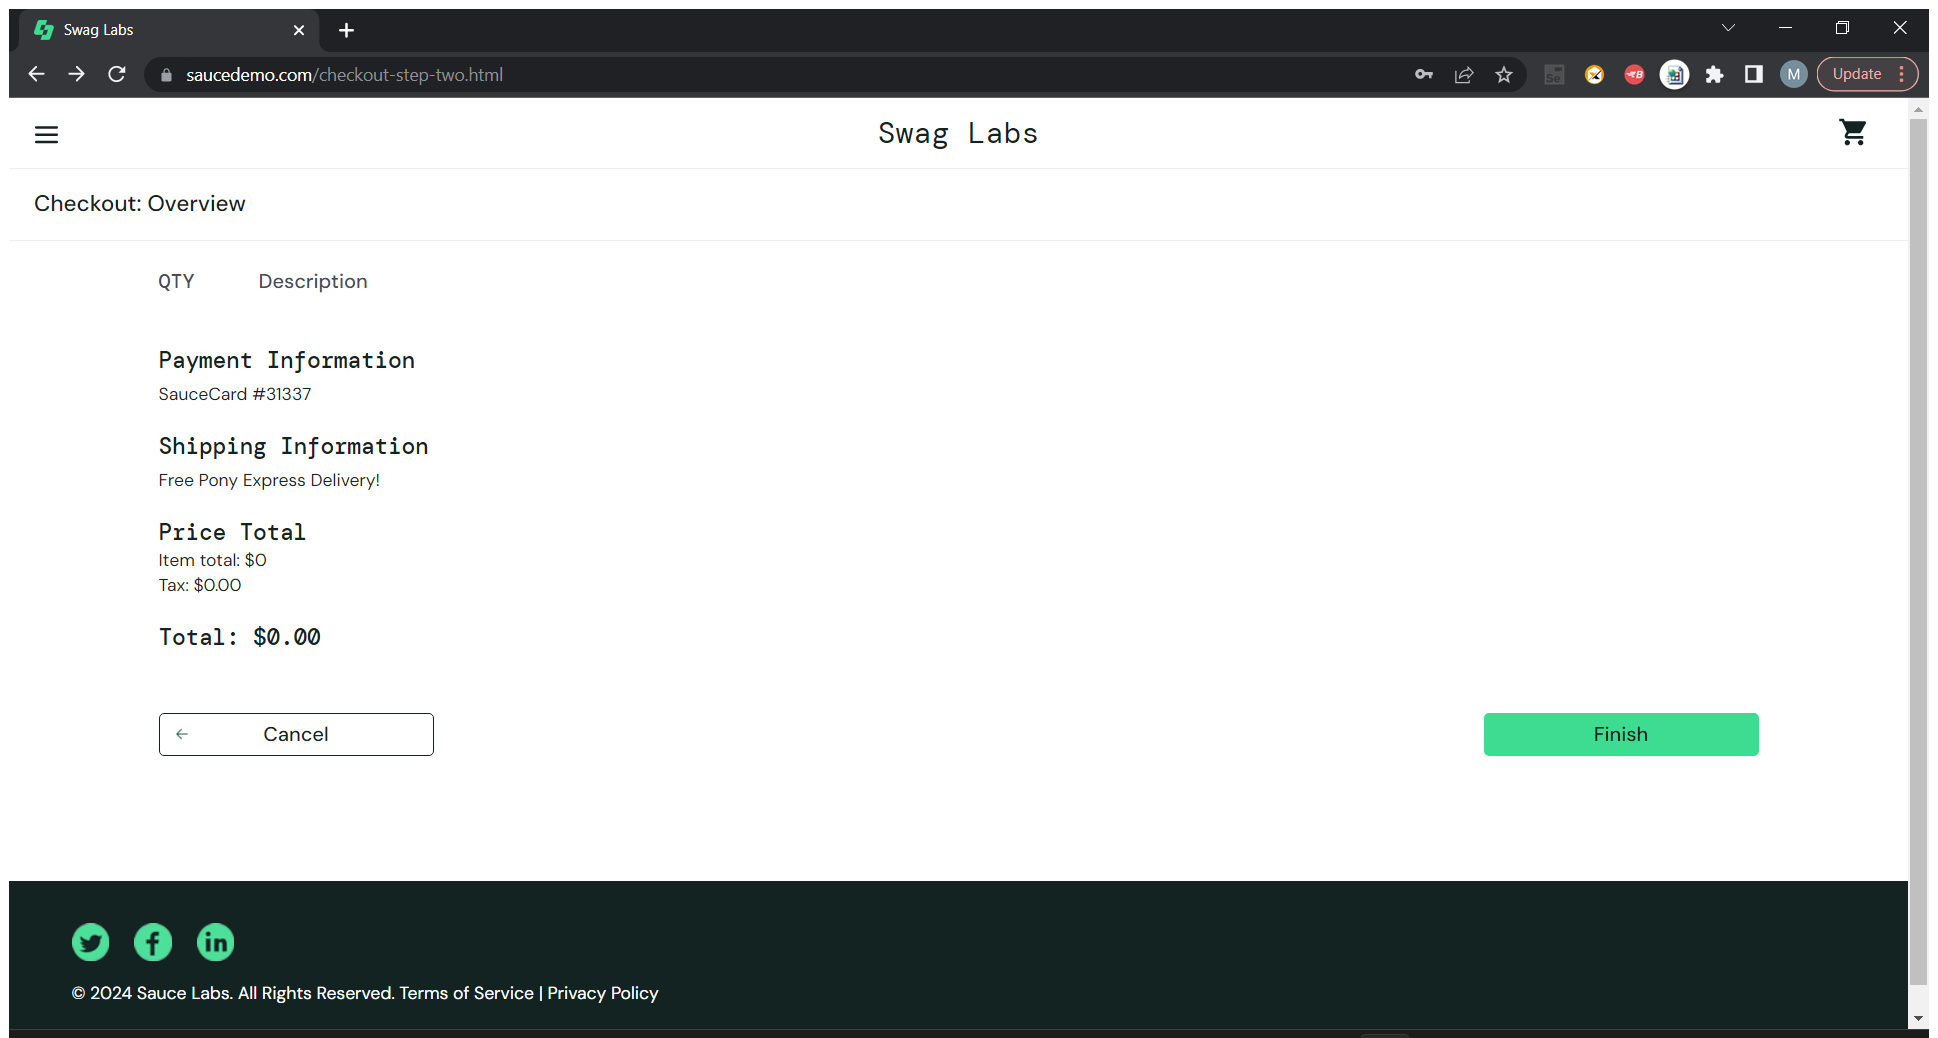 Swag Labs
saucedemo.com/checkout-step-two.html
Se
B
M
Update
Swag Labs
Checkout: Overview
QTY Description
Payment Information
SauceCard #31337
Shipping Information
Free Pony Express Delivery!
Price Total
Item total: $0
Tax: $0.00
Total: $0.00
Cancel Finish
© 2024 Sauce Labs. All Rights Reserved. Terms of Service | Privacy Policy